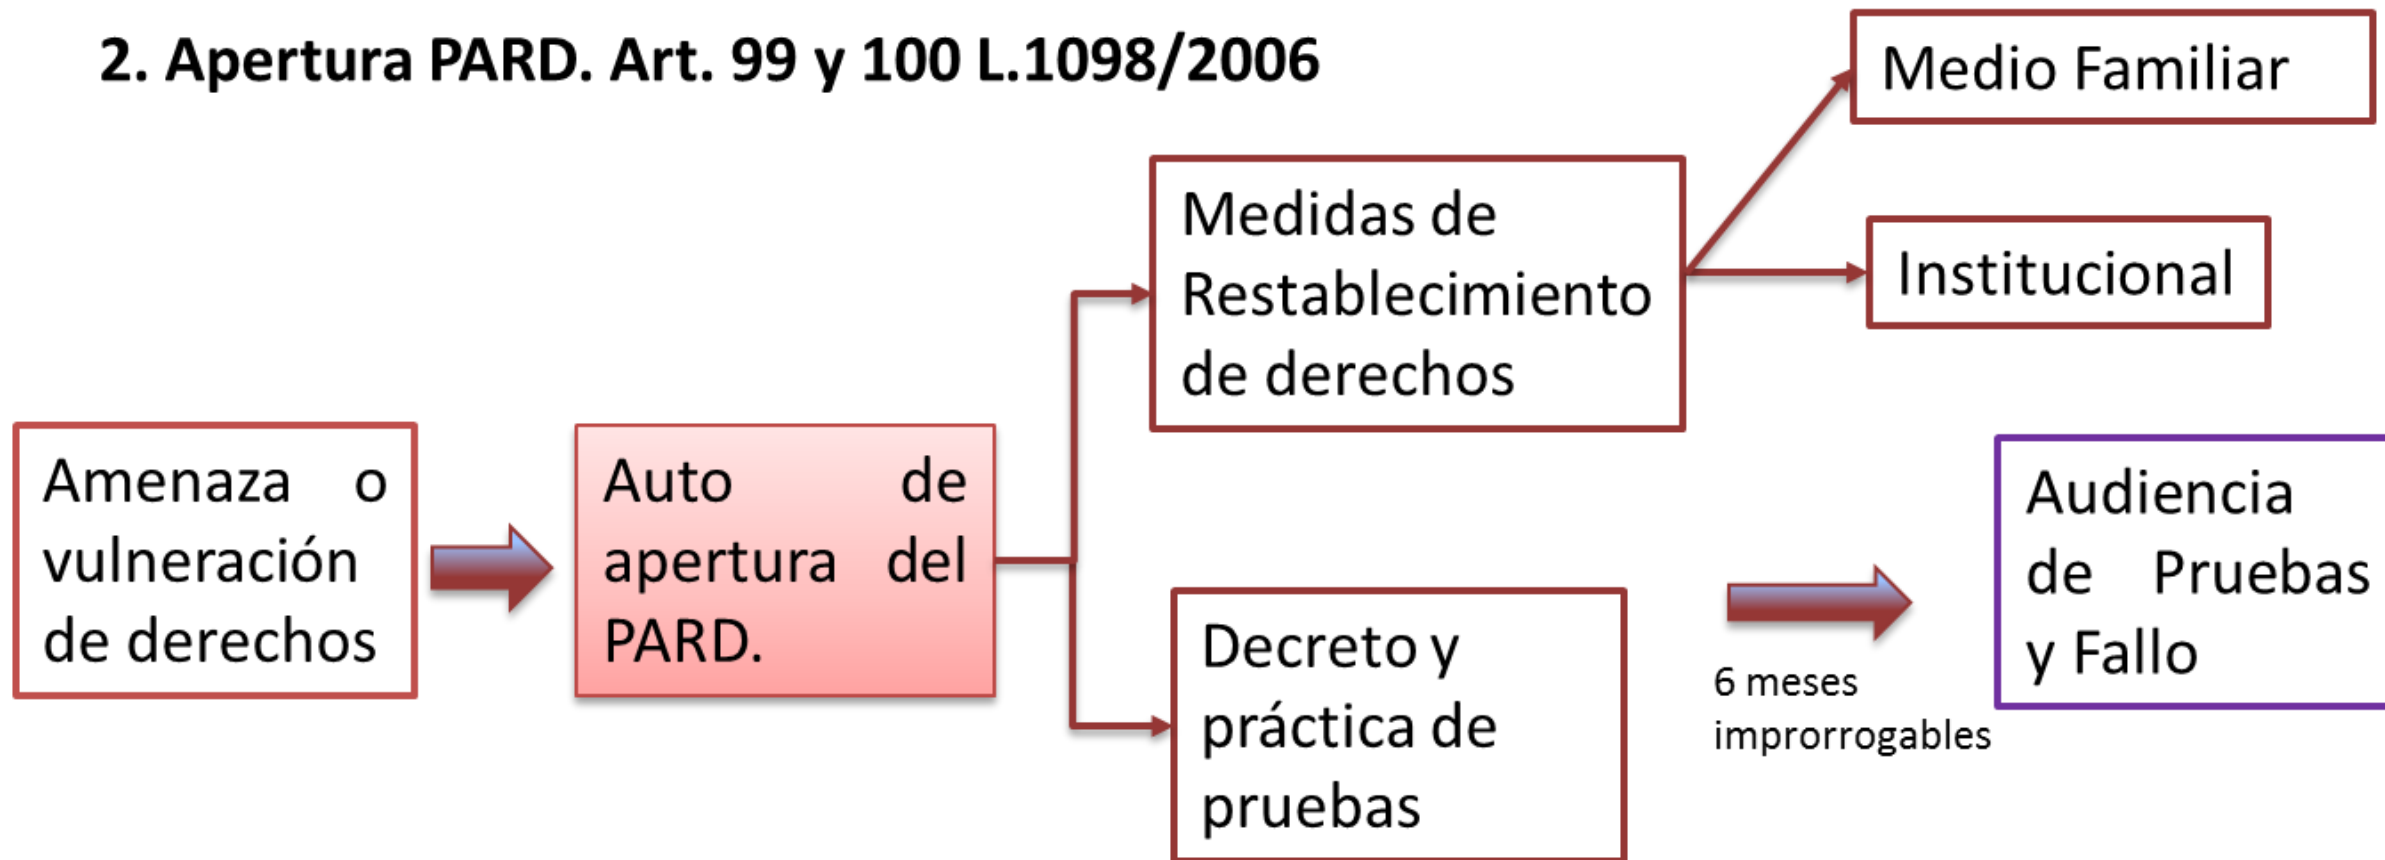 2. Apertura PARD. Art. 99 y 100 L.1098/2006
Medio Familiar
Medidas de
Restablecimiento
de derechos
Institucional
Amenaza o
vulneración
de derechos
Auto de
apertura del
PARD.
Decreto y
práctica de
pruebas
6 meses
improrrogables
Audiencia
de Pruebas
y Fallo